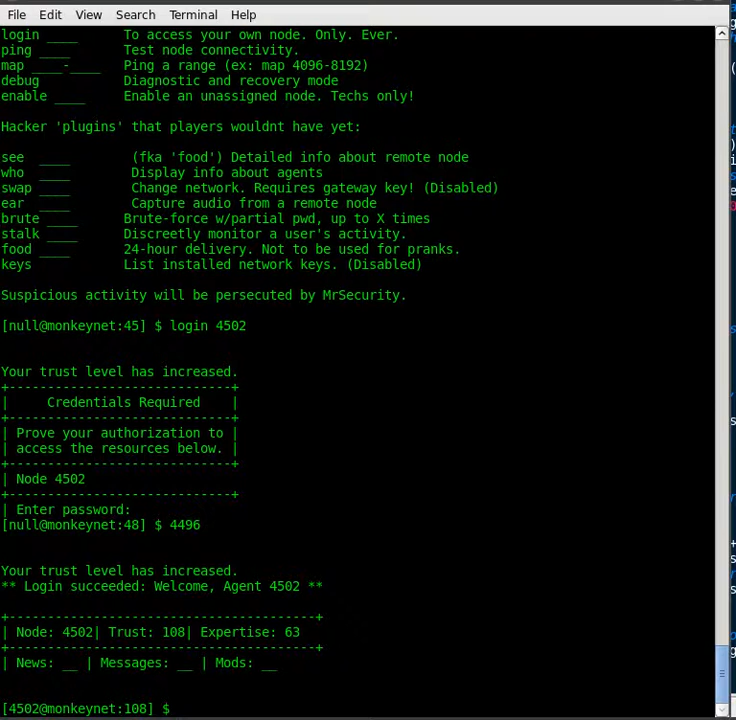 File Edit View Search Terminal Help
login ____ To access your own node. Only. Ever.
ping ____ Test node connectivity.
map ____-____ Ping a range (ex: map 4096-8192)
debug Diagnostic and recovery mode
enable ____ Enable an unassigned node. Techs only!
Hacker 'plugins' that players wouldnt have yet:
see ____ (fka 'food') Detailed info about remote node
who ____ Display info about agents
swap ____ Change network. Requires gateway key! (Disabled)
ear ____ Capture audio from a remote node
brute ____ Brute-force w/partial pwd, up to X times
stalk ____ Discreetly monitor a user's activity.
food ____ 24-hour delivery. Not to be used for pranks.
keys List installed network keys. (Disabled)
Suspicious activity will be persecuted by MrSecurity.
[null@monkeynet:45] $ login 4502
Your trust level has increased.
+-----------------------------+
| Credentials Required |
+-----------------------------+
| Prove your authorization to |
| access the resources below. |
+-----------------------------+
| Node 4502
+-----------------------------+
| Enter password:
[null@monkeynet:48] $ 4496
Your trust level has increased.
** Login succeeded: Welcome, Agent 4502 **
+----------------------------------------+
| Node: 4502| Trust: 108| Expertise: 63
+----------------------------------------+
| News: __ | Messages: __ | Mods: __
[4502@monkeynet:108] $